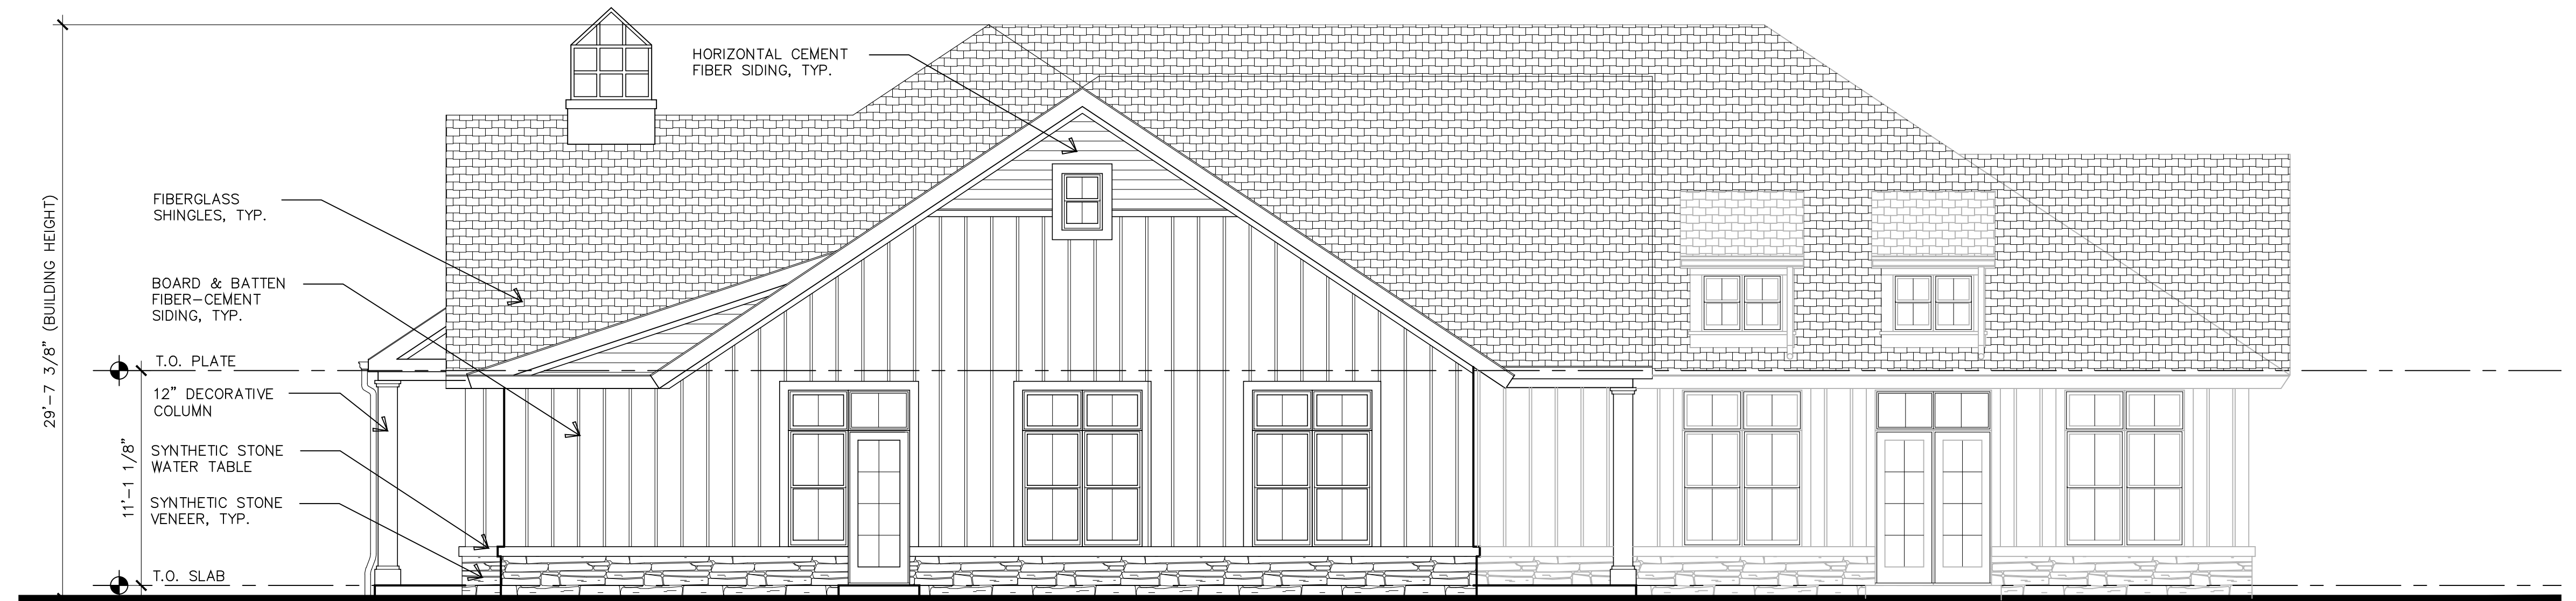 HORIZONTAL CEMENT
FIBER SIDING, TYP.
FIBERGLASS
SHINGLES, TYP.
BOARD & BATTEN
FIBER-CEMENT
SIDING, TYP.
T.O. PLATE
12" DECORATIVE
COLUMN
SYNTHETIC STONE
WATER TABLE
SYNTHETIC STONE
VENEER, TYP.
T.O. SLAB
29'-7 3/8" (BUILDING HEIGHT)
11'-1 1/8"